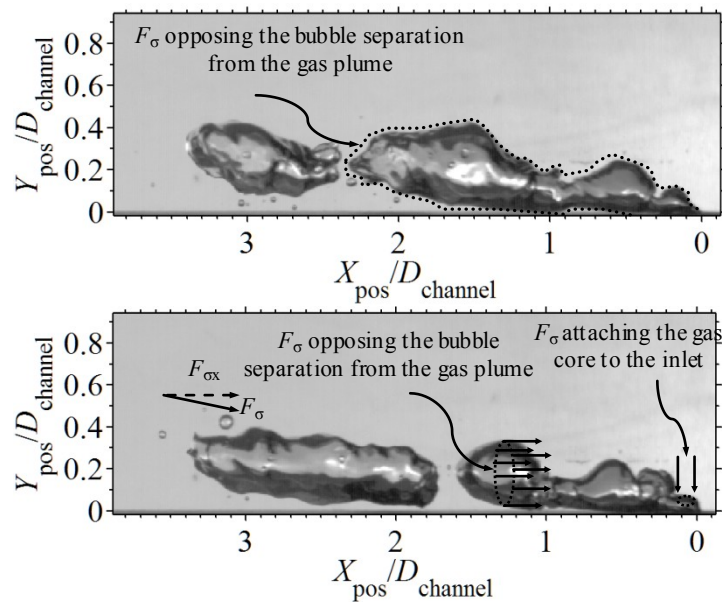 F_σ opposing the bubble separation
from the gas plume
Y_pos/D_channel
0.8
0.6
0.4
0.2
0
3 2 1 0
X_pos/D_channel
F_σ opposing the bubble
separation from the gas plume
F_σ attaching the gas
core to the inlet
F_σx
F_σ
Y_pos/D_channel
0.8
0.6
0.4
0.2
0
3 2 1 0
X_pos/D_channel